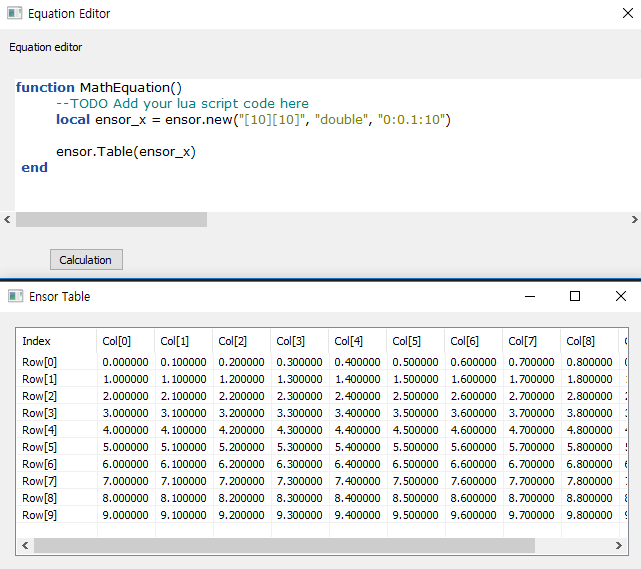 Equation Editor
Equation editor
function MathEquation()
--TODO Add your lua script code here
local ensor_x = ensor.new("[10][10]", "double", "0:0.1:10")
ensor.Table(ensor_x)
end
Calculation
Ensor Table
Index Col[0] Col[1] Col[2] Col[3] Col[4] Col[5] Col[6] Col[7] Col[8]
Row[0] 0.000000 0.100000 0.200000 0.300000 0.400000 0.500000 0.600000 0.700000 0.800000
Row[1] 1.000000 1.100000 1.200000 1.300000 1.400000 1.500000 1.600000 1.700000 1.800000
Row[2] 2.000000 2.100000 2.200000 2.300000 2.400000 2.500000 2.600000 2.700000 2.800000
Row[3] 3.000000 3.100000 3.200000 3.300000 3.400000 3.500000 3.600000 3.700000 3.800000
Row[4] 4.000000 4.100000 4.200000 4.300000 4.400000 4.500000 4.600000 4.700000 4.800000
Row[5] 5.000000 5.100000 5.200000 5.300000 5.400000 5.500000 5.600000 5.700000 5.800000
Row[6] 6.000000 6.100000 6.200000 6.300000 6.400000 6.500000 6.600000 6.700000 6.800000
Row[7] 7.000000 7.100000 7.200000 7.300000 7.400000 7.500000 7.600000 7.700000 7.800000
Row[8] 8.000000 8.100000 8.200000 8.300000 8.400000 8.500000 8.600000 8.700000 8.800000
Row[9] 9.000000 9.100000 9.200000 9.300000 9.400000 9.500000 9.600000 9.700000 9.800000